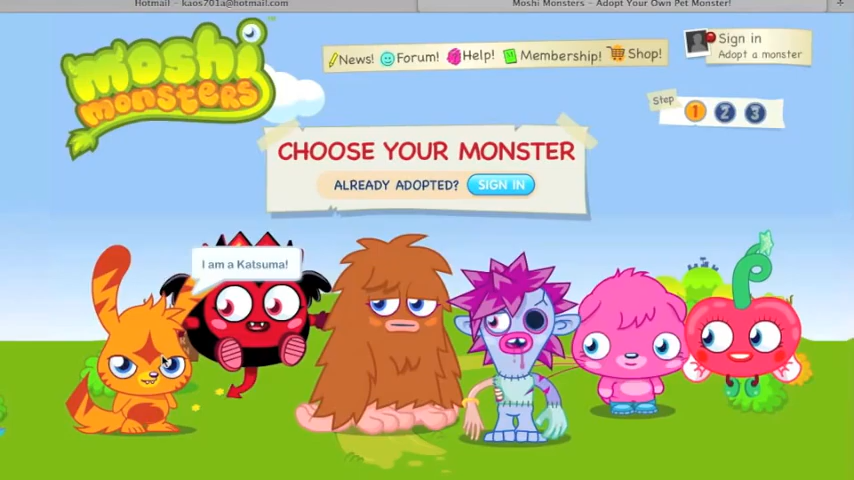 Hotmail - kaos701a@hotmail.com
Moshi Monsters - Adopt Your Own Pet Monster!
moshi
monsters
™
News! Forum! Help! Membership! Shop!
Sign in
Adopt a monster
Step 1 2 3
CHOOSE YOUR MONSTER
ALREADY ADOPTED? SIGN IN
I am a Katsuma!